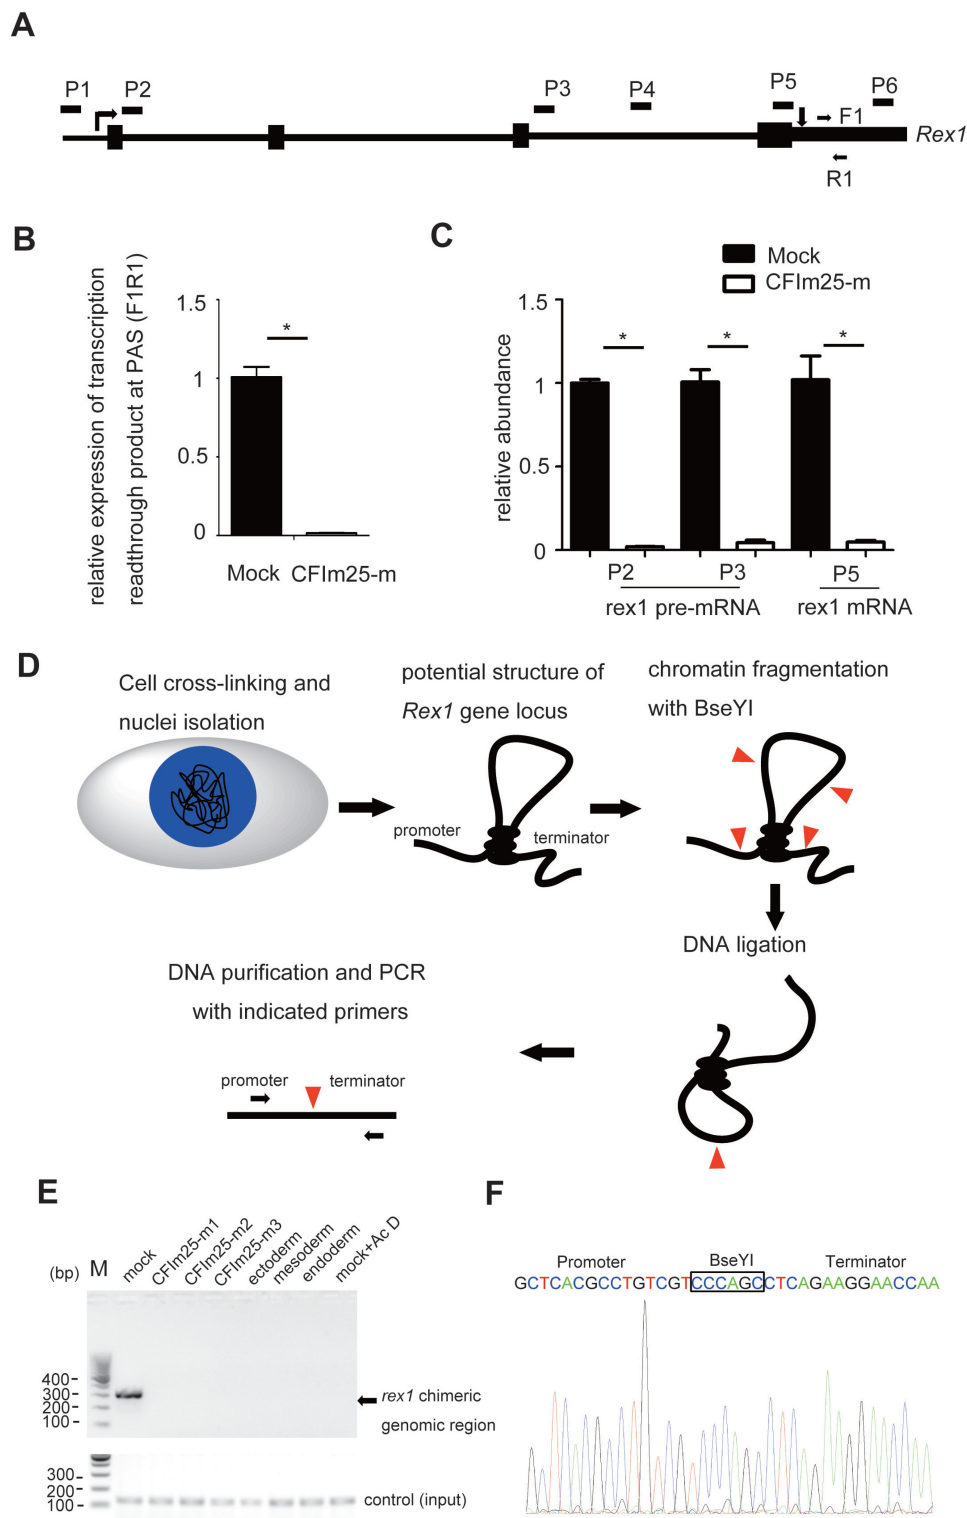 A
P1
P2
P3
P4
P5
P6
F1
Rex1
R1
B
relative expression of transcription
readthrough product at PAS (F1R1)
1.5
*
1
0.5
0
Mock CFIm25-m
C
Mock
CFIm25-m
relative abundance
1.5
* * *
1
0.5
0
P2 P3 P5
rex1 pre-mRNA rex1 mRNA
D
Cell cross-linking and
nuclei isolation
potential structure of
Rex1 gene locus
chromatin fragmentation
with BseYI
promoter
terminator
DNA ligation
DNA purification and PCR
with indicated primers
promoter terminator
E
(bp) M mock CFIm25-m1 CFIm25-m2 CFIm25-m3 ectoderm mesoderm endoderm mock+Ac D
400-
300-
200-
100-
rex1 chimeric
genomic region
300-
200-
100-
control (input)
F
Promoter BseYI Terminator
GCTCACGCCTGTCGTCCCAGCCTCAGAAGGAACCAA